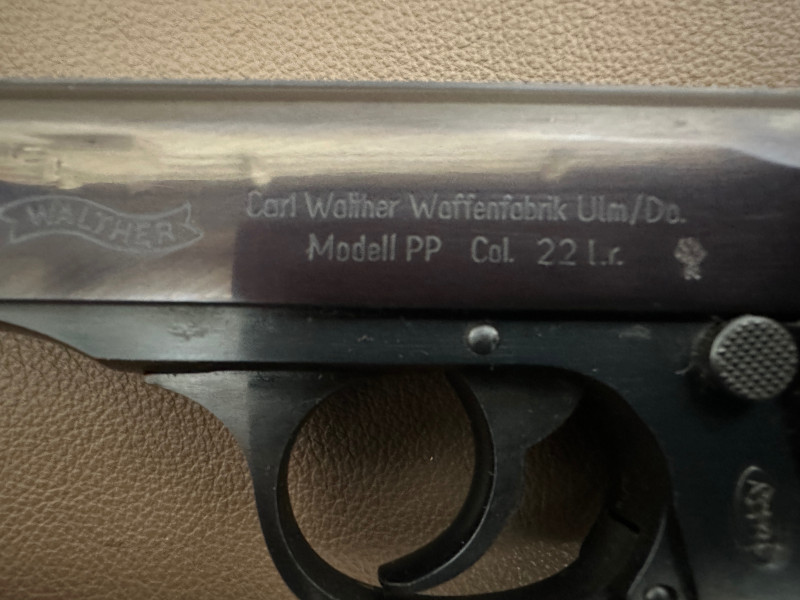 WALTHER
Carl Walther Waffenfabrik Ulm/Do.
Modell PP Cal. 22 l.r.